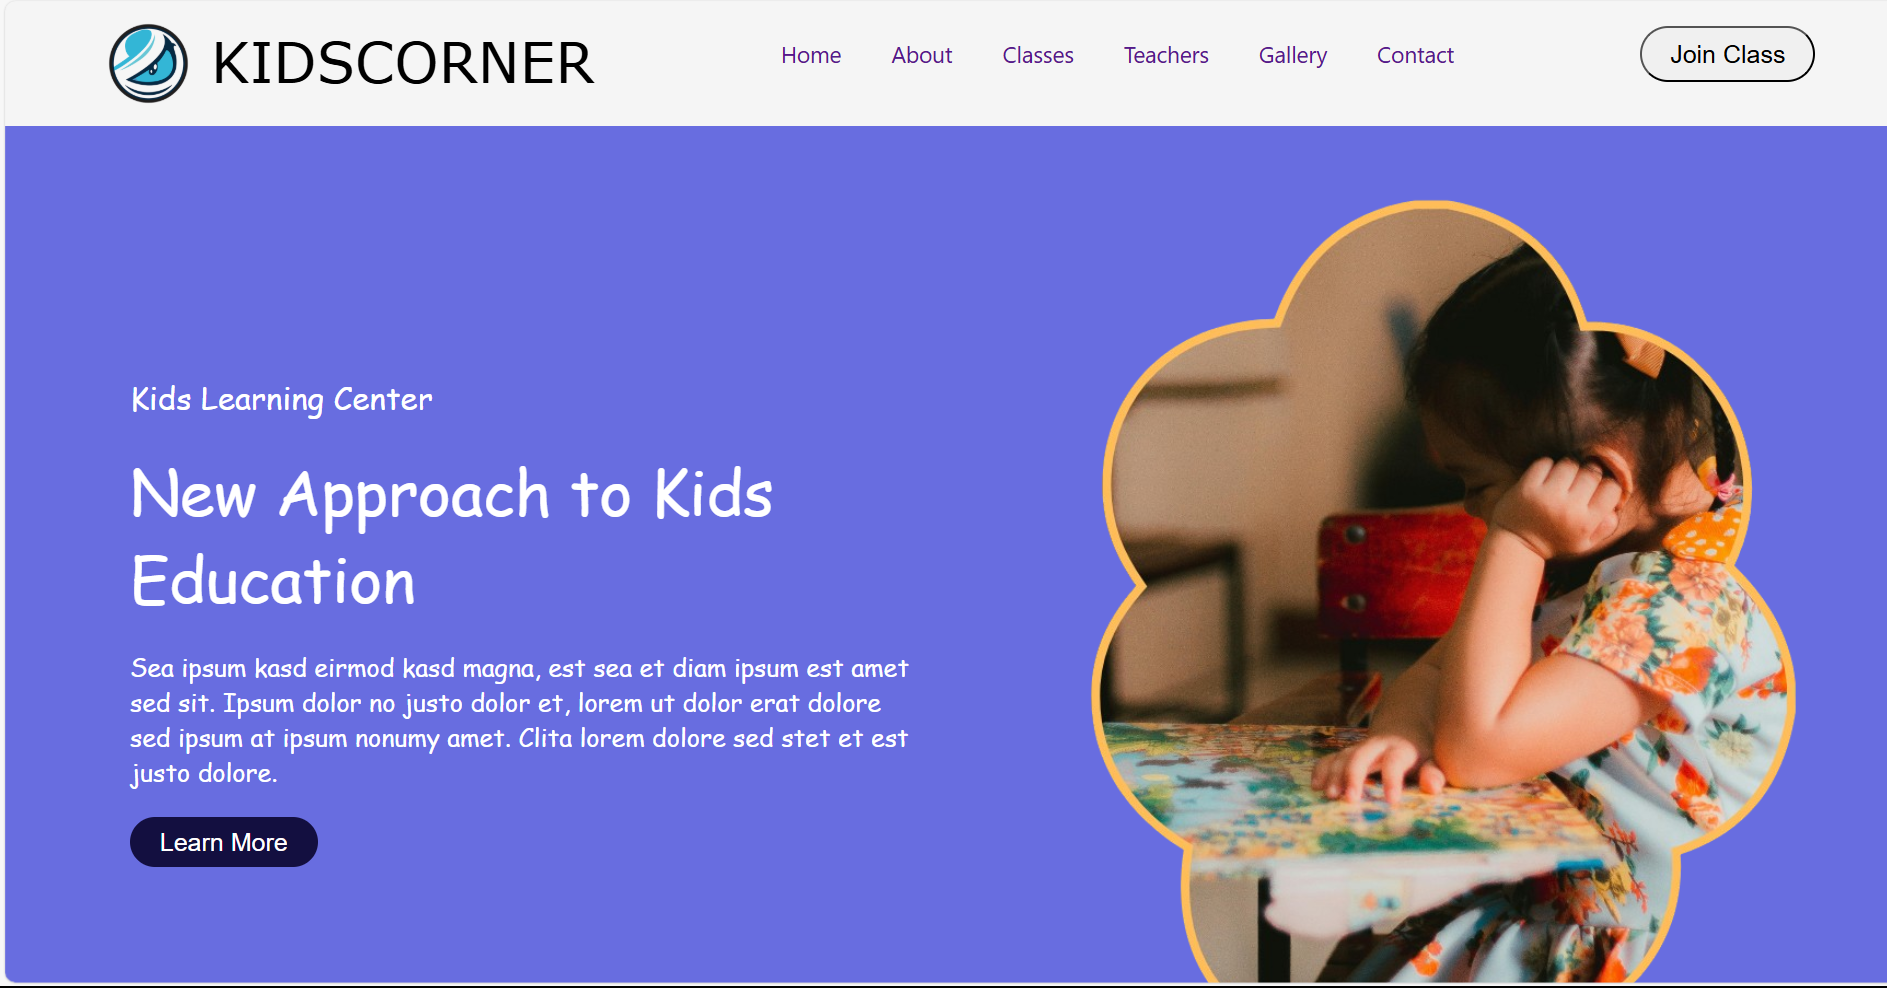 KIDSCORNER
Home About Classes Teachers Gallery Contact
Join Class
Kids Learning Center
New Approach to Kids
Education
Sea ipsum kasd eirmod kasd magna, est sea et diam ipsum est amet
sed sit. Ipsum dolor no justo dolor et, lorem ut dolor erat dolore
sed ipsum at ipsum nonumy amet. Clita lorem dolore sed stet et est
justo dolore.
Learn More